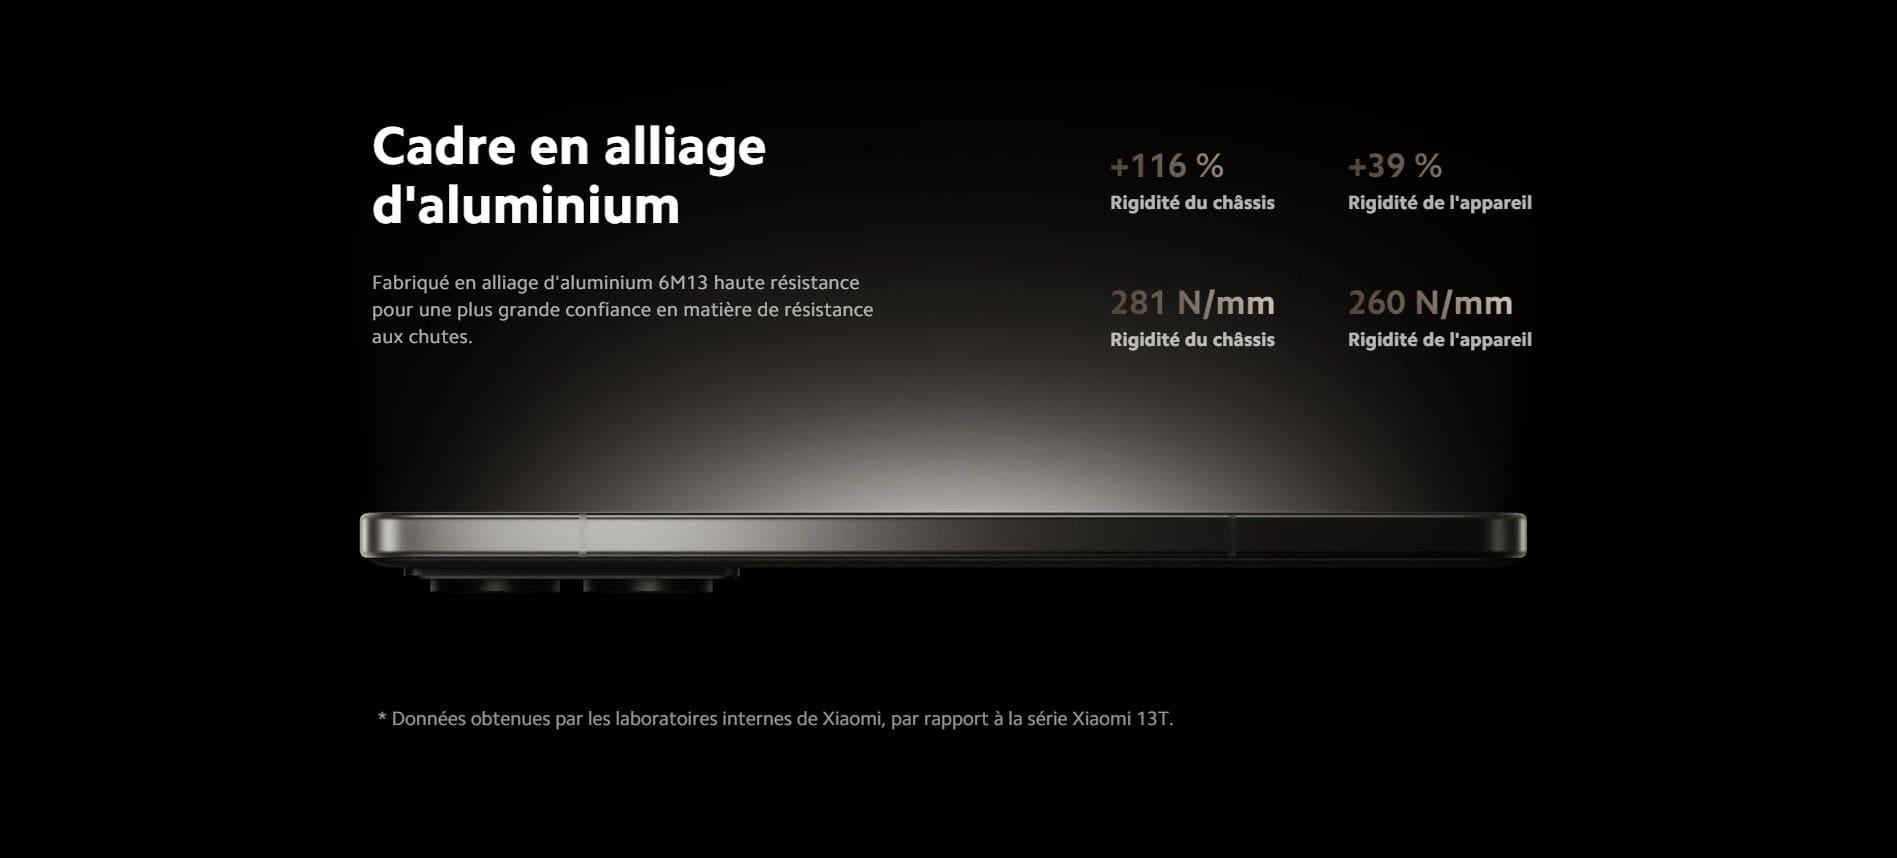 Cadre en alliage
d'aluminium
Fabriqué en alliage d'aluminium 6M13 haute résistance
pour une plus grande confiance en matière de résistance
aux chutes.
+116 %
Rigidité du châssis
+39 %
Rigidité de l'appareil
281 N/mm
Rigidité du châssis
260 N/mm
Rigidité de l'appareil
* Données obtenues par les laboratoires internes de Xiaomi, par rapport à la série Xiaomi 13T.